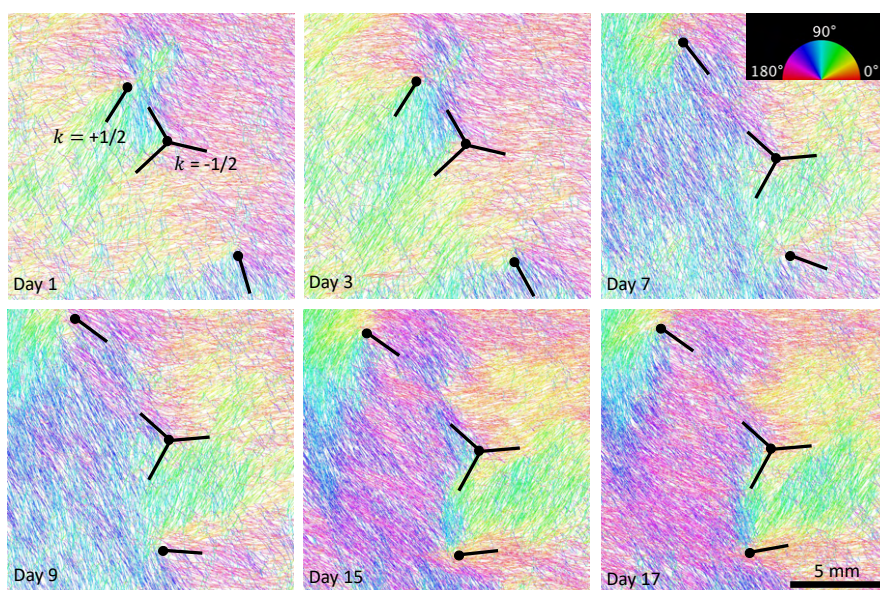 90°
180°
0°
k = +1/2
k = -1/2
Day 1
Day 3
Day 7
Day 9
Day 15
Day 17
5 mm